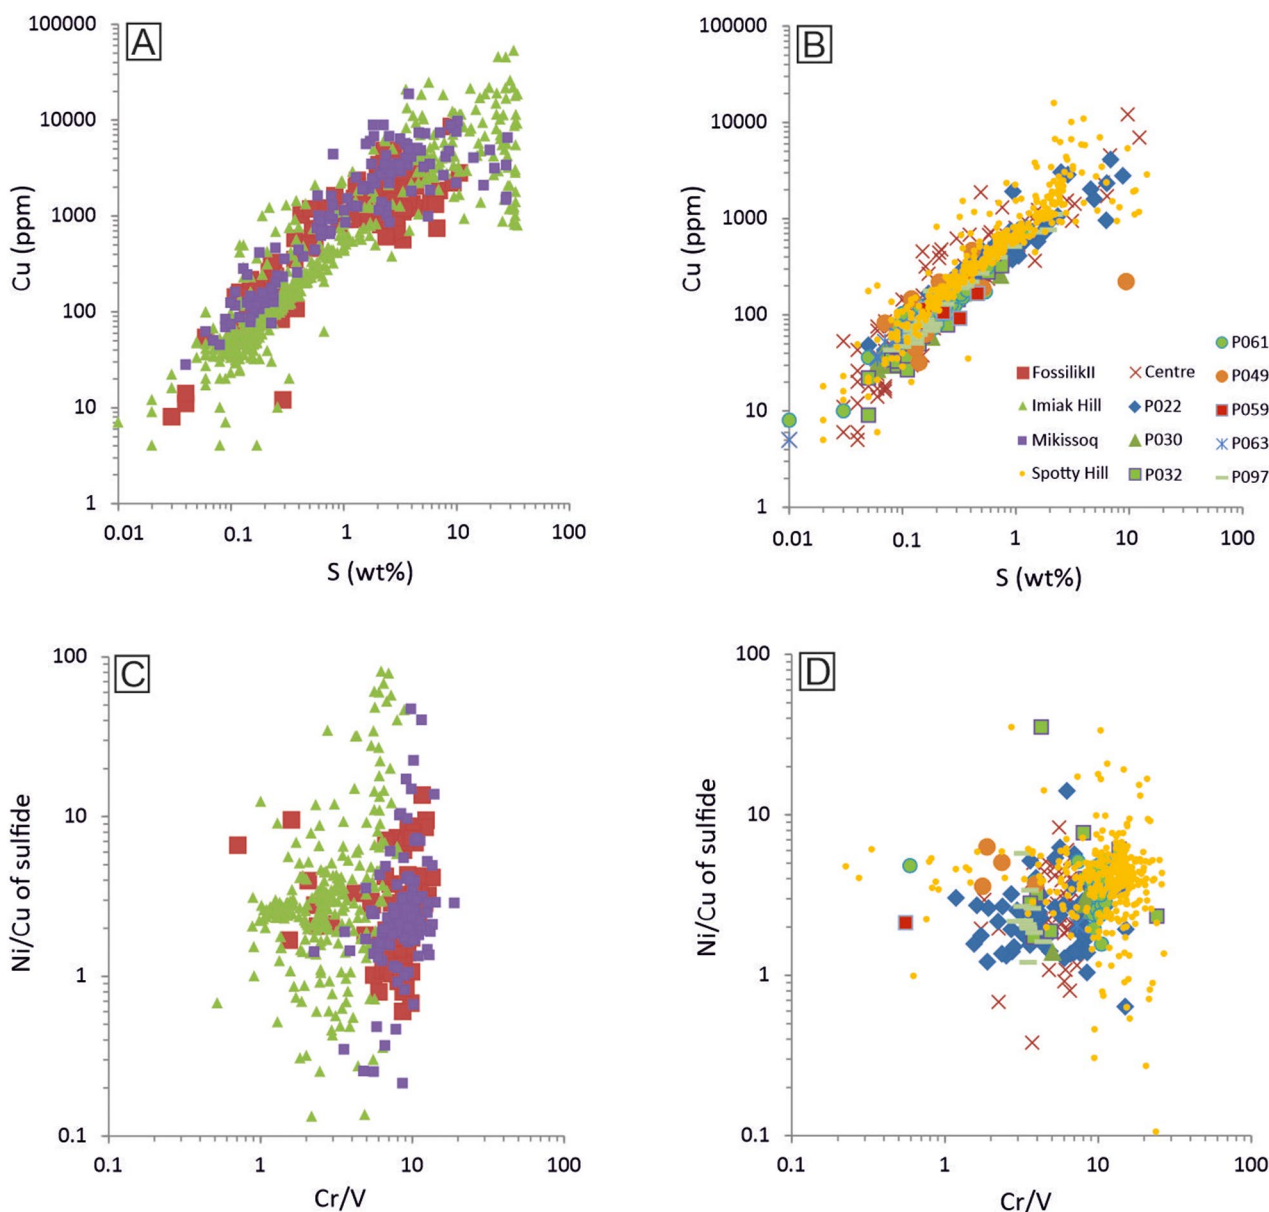 A
Cu (ppm)
100000
10000
1000
100
10
1
0.01 0.1 1 10 100
S (wt%)
B
Cu (ppm)
100000
10000
1000
100
10
1
0.01 0.1 1 10 100
S (wt%)
FossilikII
Imiak Hill
Mikissoq
Spotty Hill
Centre
P022
P030
P032
P061
P049
P059
P063
P097
C
Ni/Cu of sulfide
100
10
1
0.1
0.1 1 10 100
Cr/V
D
Ni/Cu of sulfide
100
10
1
0.1
0.1 1 10 100
Cr/V